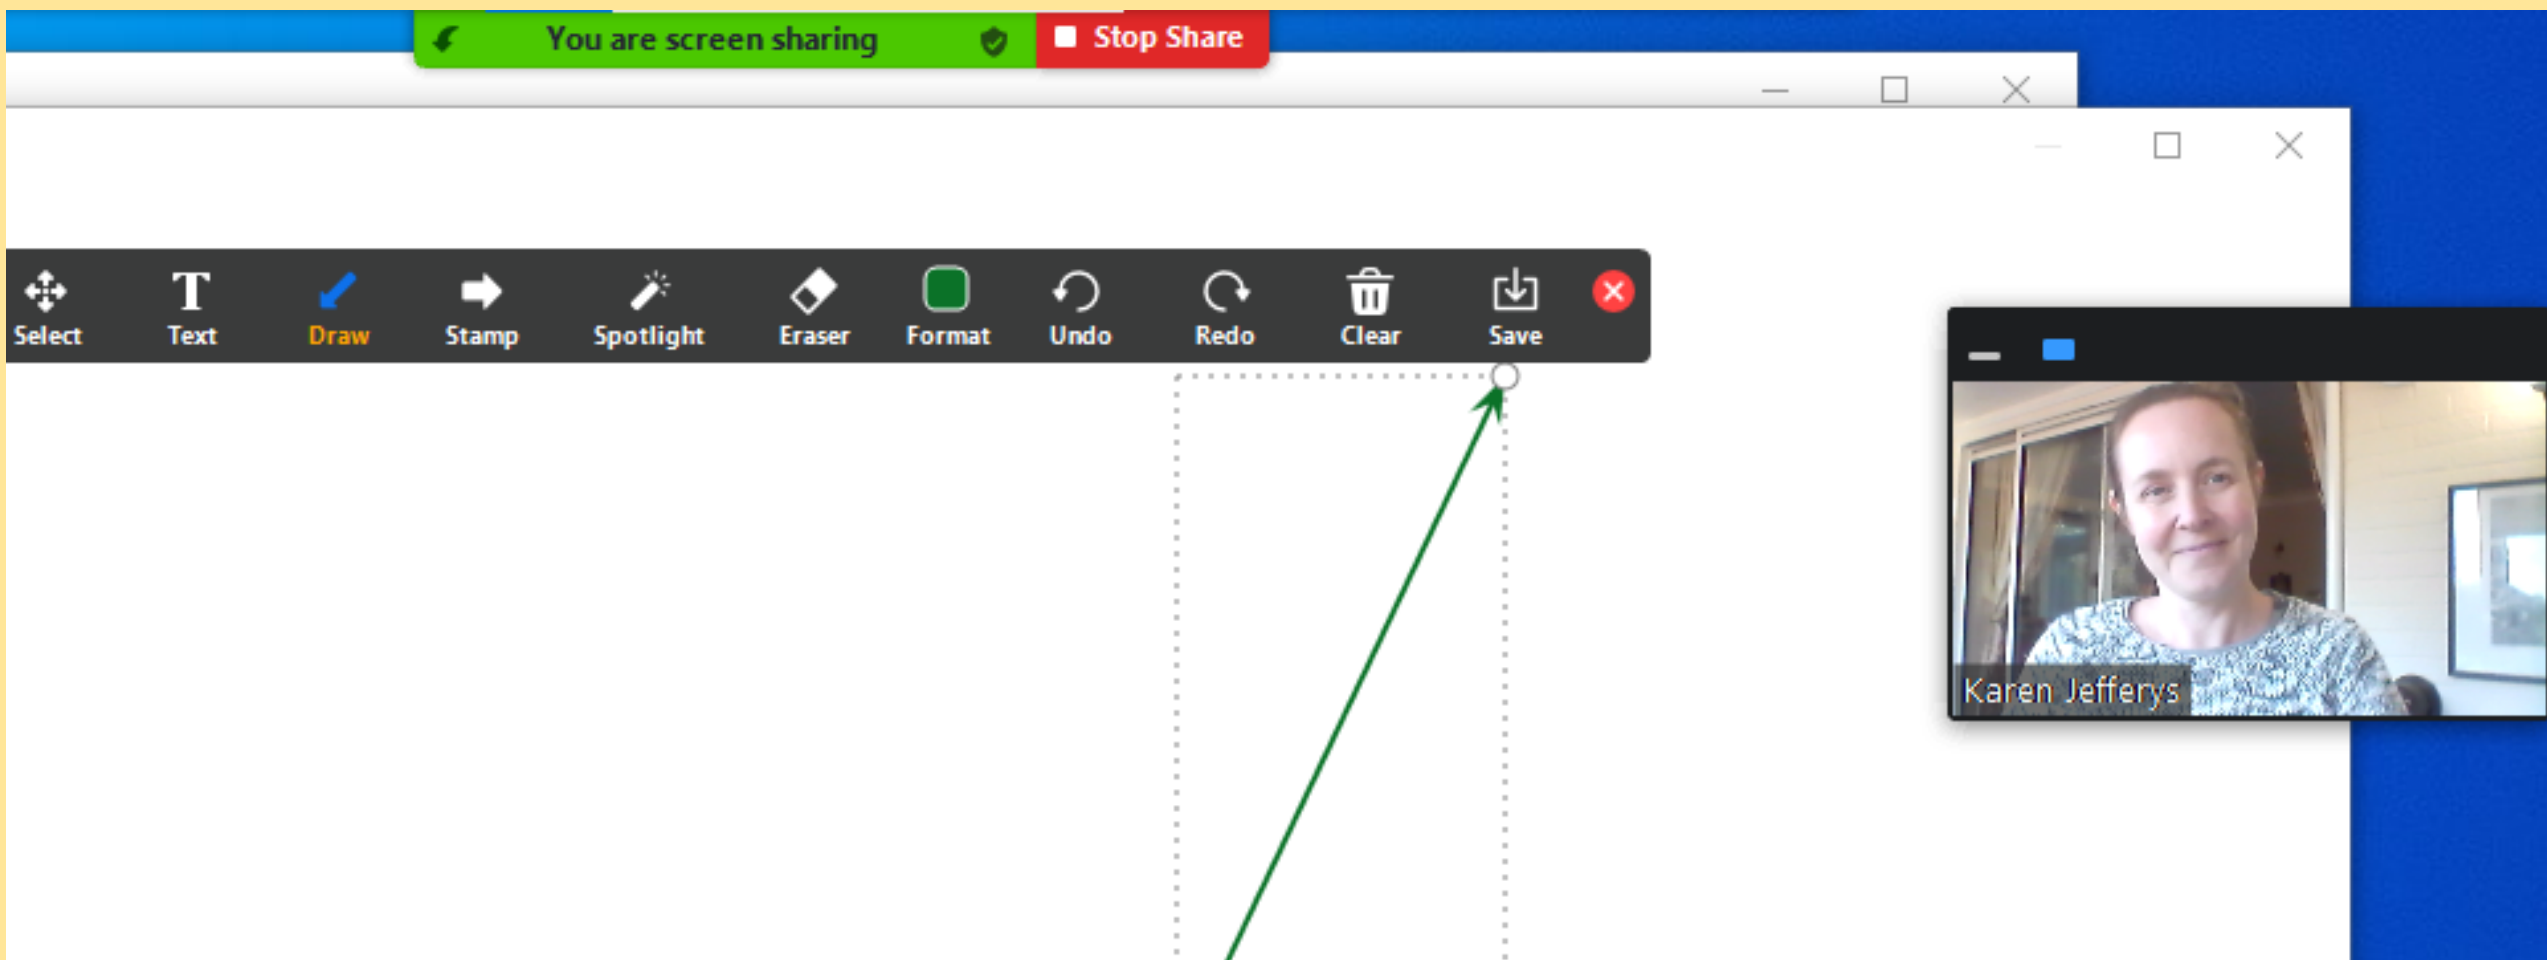 You are screen sharing
Stop Share
Select Text Draw Stamp Spotlight Eraser Format Undo Redo Clear Save
Karen Jefferys